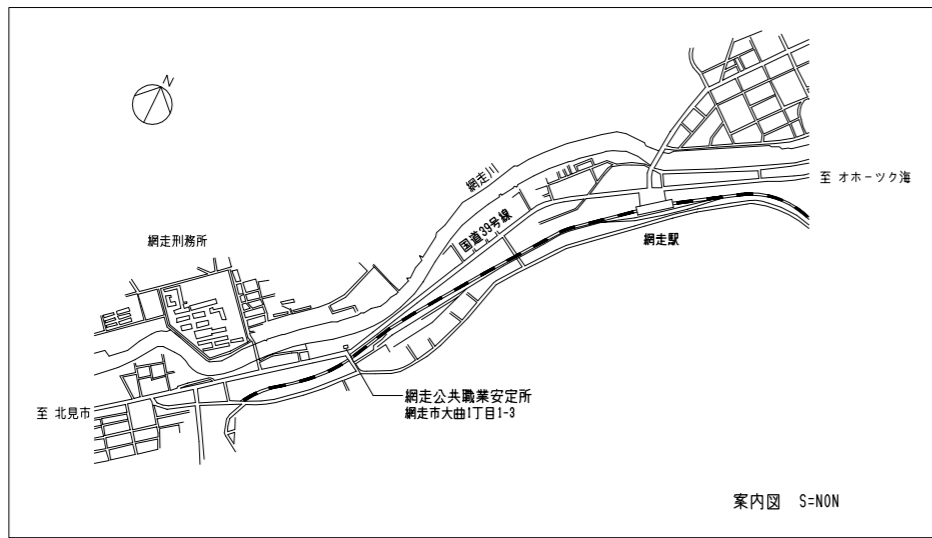 N
網走川
至 オホーツク海
国道39号線
網走刑務所
網走駅
網走公共職業安定所
網走市大曲1丁目1-3
至 北見市
案内図 S=NON